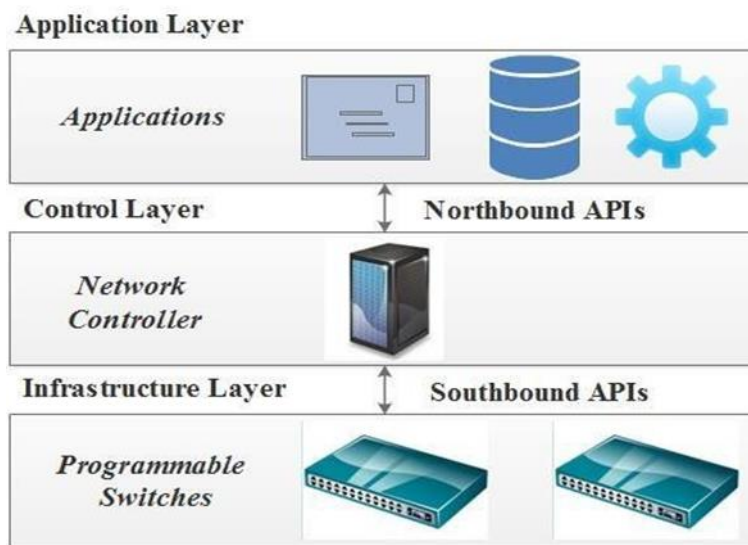 Application Layer
Applications
Control Layer
Northbound APIs
Network
Controller
Infrastructure Layer
Southbound APIs
Programmable
Switches